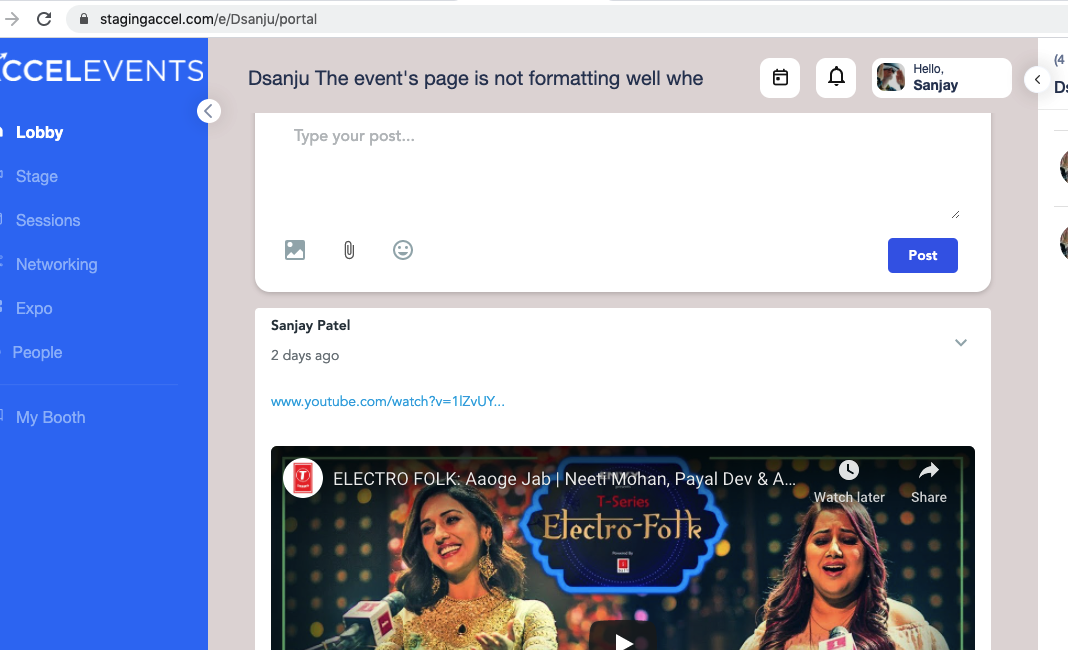 stagingaccel.com/e/Dsanju/portal
CCELEVENTS
Dsanju The event's page is not formatting well whe
Hello,
Sanjay
(4
Ds
Lobby
Stage
Sessions
Networking
Expo
People
My Booth
Type your post...
Post
Sanjay Patel
2 days ago
www.youtube.com/watch?v=1lZvUY...
ELECTRO FOLK: Aaoge Jab | Neeti Mohan, Payal Dev & A...
Watch later
Share
T-Series
Electro-Folk
Powered By